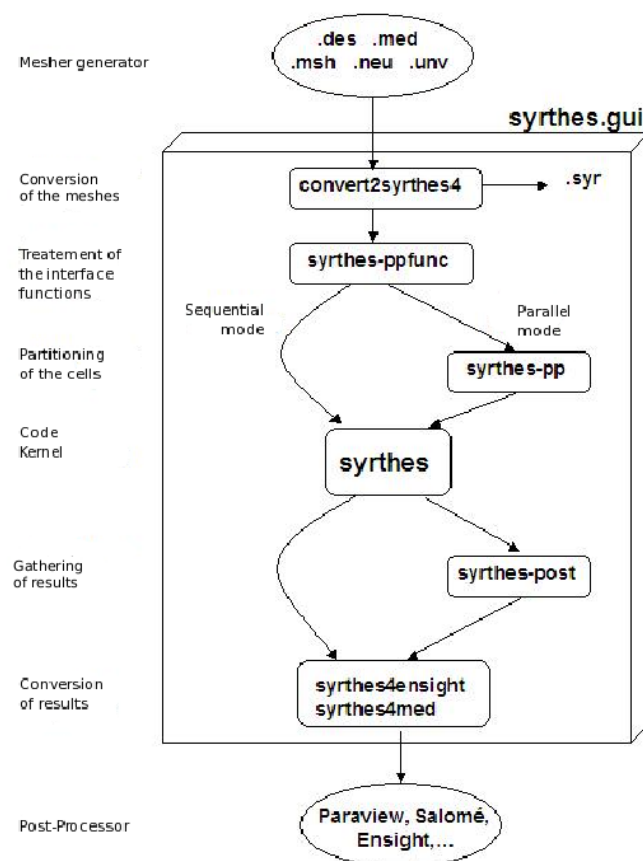 .des .med
Mesher generator
.msh .neu .unv
syrthes.gui
Conversion
of the meshes
convert2syrthes4
.syr
Treatement of
the interface
functions
syrthes-ppfunc
Sequential
mode
Parallel
mode
Partitioning
of the cells
syrthes-pp
Code
Kernel
syrthes
Gathering
of results
syrthes-post
Conversion
of results
syrthes4ensight
syrthes4med
Post-Processor
Paraview, Salomé,
Ensight,...